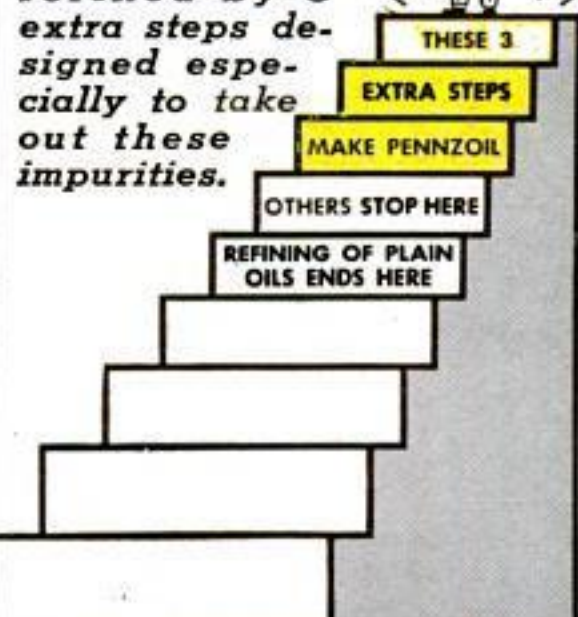 extra steps de-
signed espe-
cially to take
out these
impurities.
THESE 3
EXTRA STEPS
MAKE PENNZOIL
OTHERS STOP HERE
REFINING OF PLAIN
OILS ENDS HERE